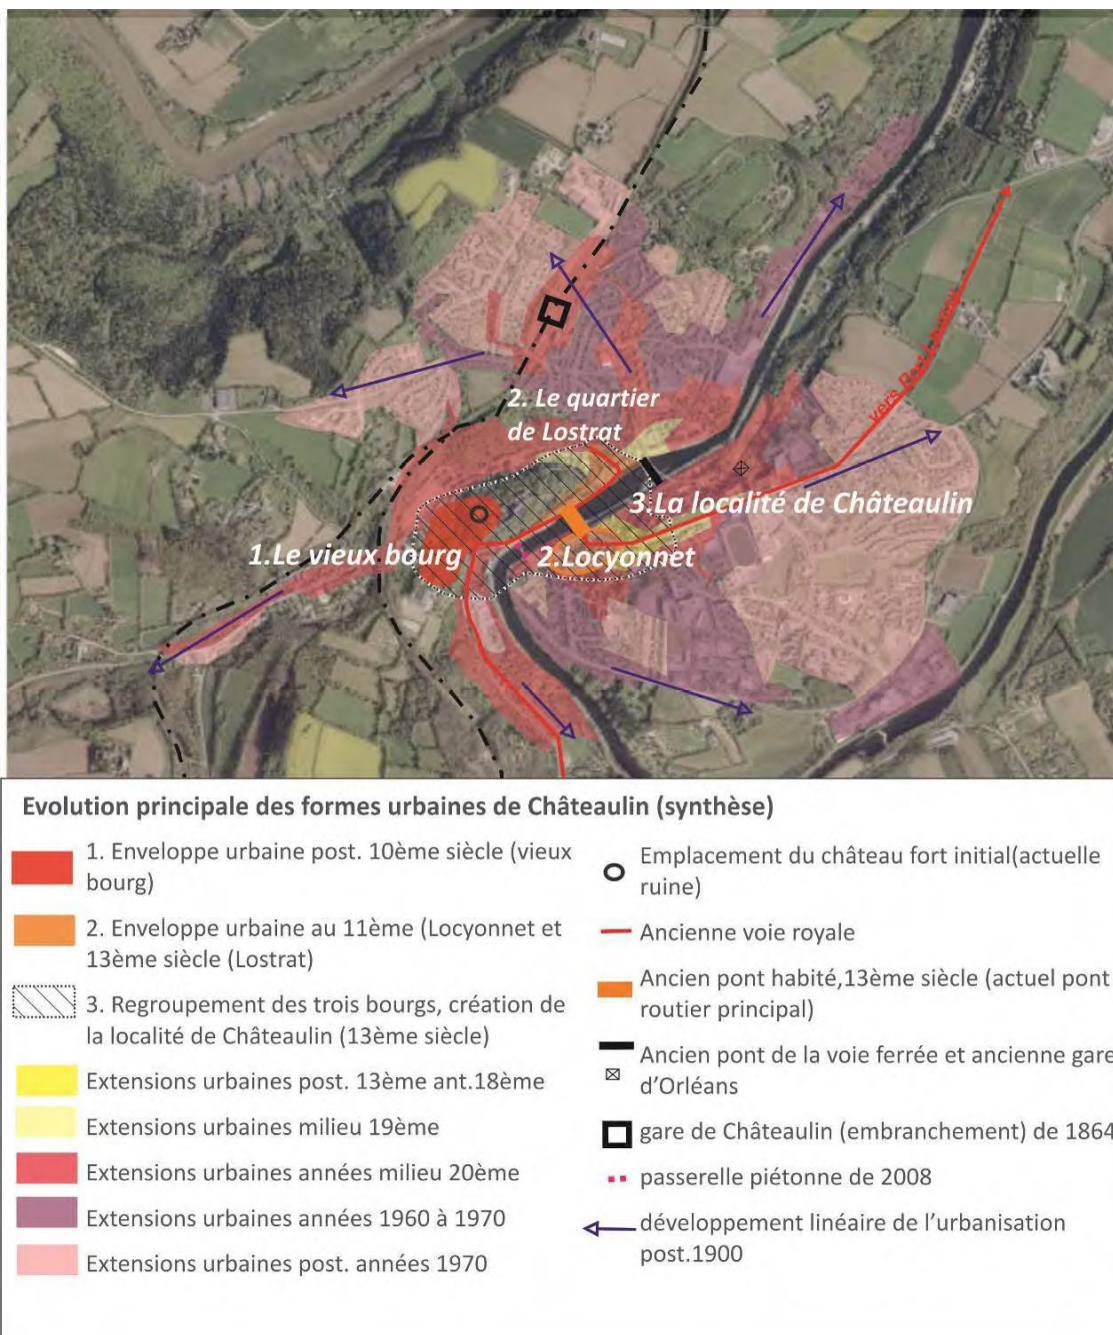 2. Le quartier
de Lostrat
3.La localité de Châteaulin
1.Le vieux bourg
2.Locyonnet
vers
Evolution principale des formes urbaines de Châteaulin (synthèse)
1. Enveloppe urbaine post. 10ème siècle (vieux
bourg)
2. Enveloppe urbaine au 11ème (Locyonnet et
13ème siècle (Lostrat)
3. Regroupement des trois bourgs, création de
la localité de Châteaulin (13ème siècle)
Extensions urbaines post. 13ème ant.18ème
Extensions urbaines milieu 19ème
Extensions urbaines années milieu 20ème
Extensions urbaines années 1960 à 1970
Extensions urbaines post. années 1970
Emplacement du château fort initial(actuelle
ruine)
Ancienne voie royale
Ancien pont habité,13ème siècle (actuel pont
routier principal)
Ancien pont de la voie ferrée et ancienne gare
d'Orléans
gare de Châteaulin (embranchement) de 1864
passerelle piétonne de 2008
développement linéaire de l'urbanisation
post.1900